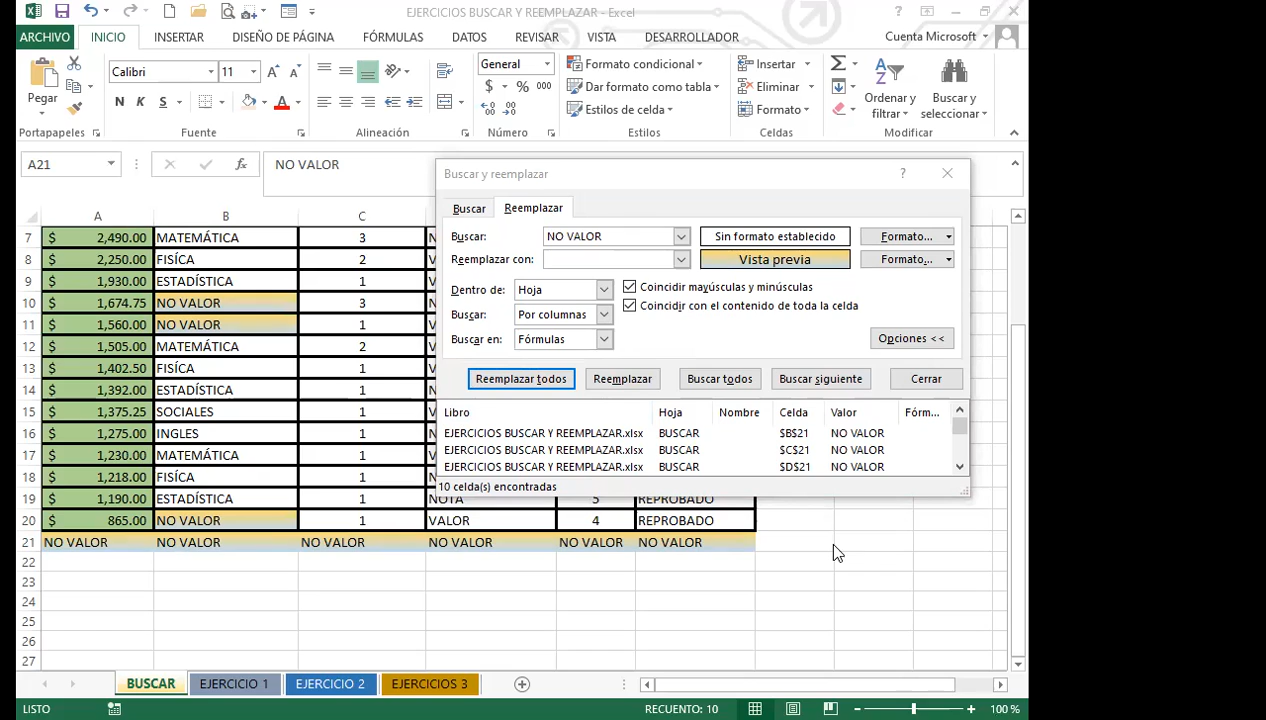 EJERCICIOS BUSCAR Y REEMPLAZAR - Excel
ARCHIVO INICIO INSERTAR DISEÑO DE PÁGINA FÓRMULAS DATOS REVISAR VISTA DESARROLLADOR Cuenta Microsoft
Pegar
Portapapeles
Calibri 11
N K S A
Fuente
Alineación
General
$ % 000
Número
Formato condicional
Dar formato como tabla
Estilos de celda
Estilos
Insertar
Eliminar
Formato
Celdas
Ordenar y filtrar
Buscar y seleccionar
Modificar
A21 fx NO VALOR
A B C
7 $ 2,490.00 MATEMÁTICA 3
8 $ 2,250.00 FISÍCA 2
9 $ 1,930.00 ESTADÍSTICA 1
10 $ 1,674.75 NO VALOR 3
11 $ 1,560.00 NO VALOR 1
12 $ 1,505.00 MATEMÁTICA 2
13 $ 1,402.50 FISÍCA 1
14 $ 1,392.00 ESTADÍSTICA 1
15 $ 1,375.25 SOCIALES 1
16 $ 1,275.00 INGLES 1
17 $ 1,230.00 MATEMÁTICA 1
18 $ 1,218.00 FISÍCA 1
19 $ 1,190.00 ESTADÍSTICA 1 NOTA 5 REPROBADO
20 $ 865.00 NO VALOR 1 VALOR 4 REPROBADO
21 NO VALOR NO VALOR NO VALOR NO VALOR NO VALOR NO VALOR
22
23
24
25
26
27
Buscar y reemplazar ?
Buscar Reemplazar
Buscar: NO VALOR Sin formato establecido Formato...
Reemplazar con: Vista previa Formato...
Dentro de: Hoja Coincidir mayúsculas y minúsculas
Buscar: Por columnas Coincidir con el contenido de toda la celda
Buscar en: Fórmulas Opciones <<
Reemplazar todos Reemplazar Buscar todos Buscar siguiente Cerrar
Libro Hoja Nombre Celda Valor Fórm...
EJERCICIOS BUSCAR Y REEMPLAZAR.xlsx BUSCAR $B$21 NO VALOR
EJERCICIOS BUSCAR Y REEMPLAZAR.xlsx BUSCAR $C$21 NO VALOR
EJERCICIOS BUSCAR Y REEMPLAZAR.xlsx BUSCAR $D$21 NO VALOR
10 celda(s) encontradas
BUSCAR EJERCICIO 1 EJERCICIO 2 EJERCICIOS 3
LISTO RECUENTO: 10 100 %